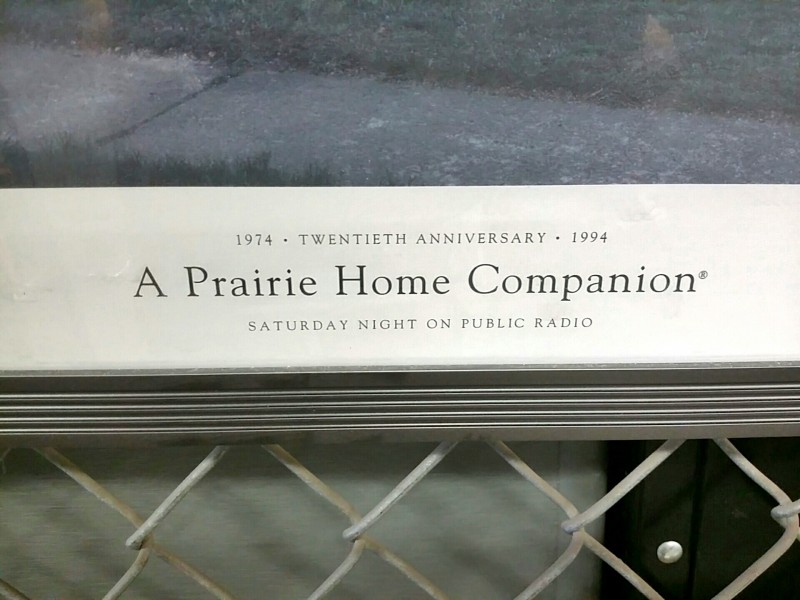 1974 • TWENTIETH ANNIVERSARY • 1994
A Prairie Home Companion®
SATURDAY NIGHT ON PUBLIC RADIO